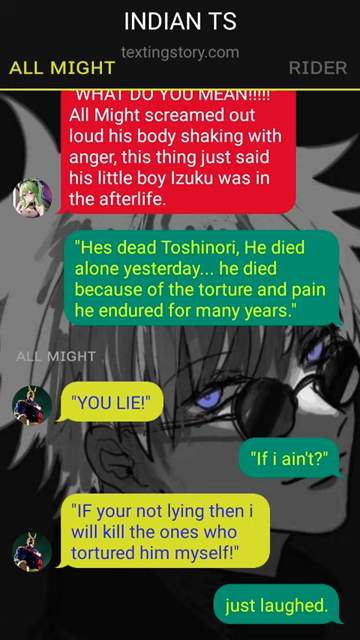 INDIAN TS
textingstory.com
ALL MIGHT
RIDER
WHAT DO YOU MEAN!!!!!
All Might screamed out
loud his body shaking with
anger, this thing just said
his little boy Izuku was in
the afterlife.
"Hes dead Toshinori, He died
alone yesterday... he died
because of the torture and pain
he endured for many years."
ALL MIGHT
"YOU LIE!"
"If i ain't?"
"IF your not lying then i
will kill the ones who
tortured him myself!"
just laughed.